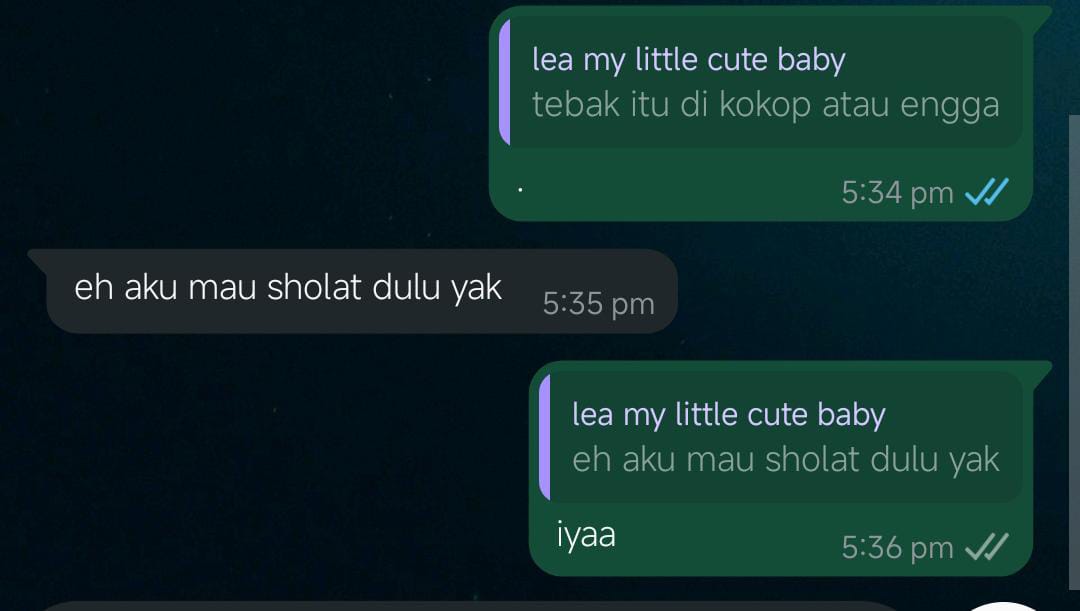 lea my little cute baby
tebak itu di kokop atau engga
.
5:34 pm
eh aku mau sholat dulu yak
5:35 pm
lea my little cute baby
eh aku mau sholat dulu yak
iyaa
5:36 pm